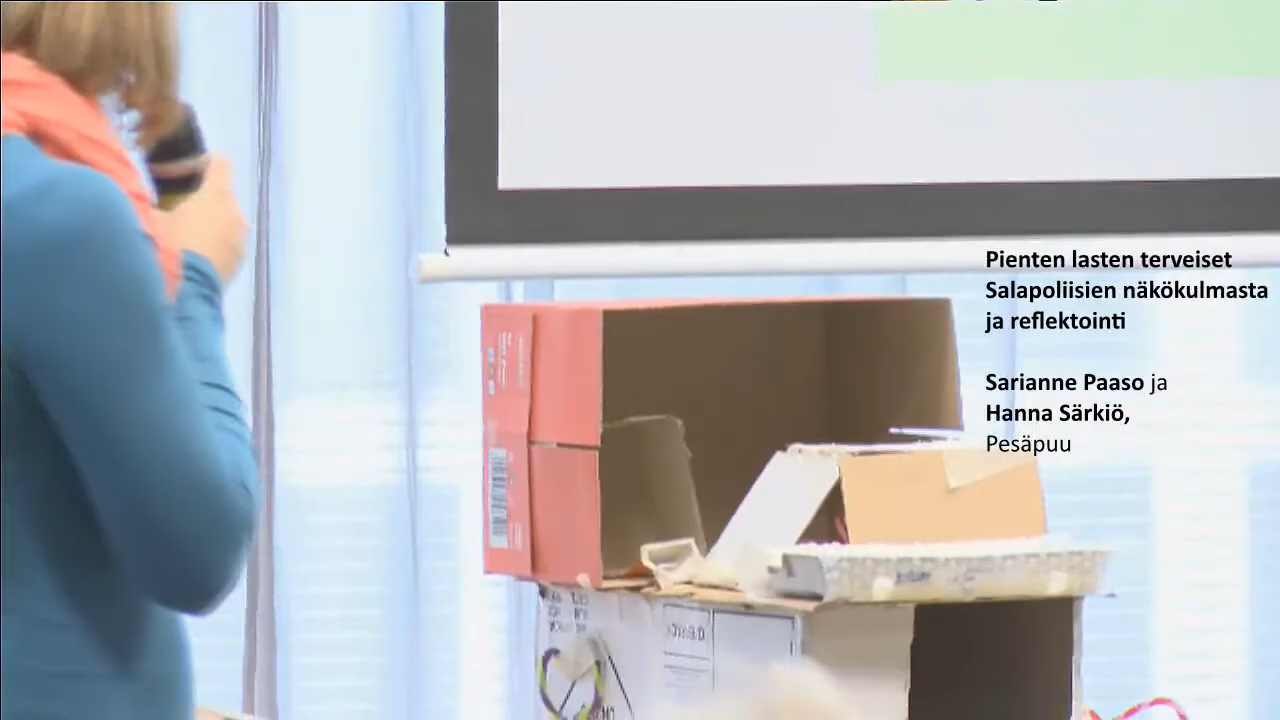 Pienten lasten terveiset
Salapoliisien näkökulmasta
ja reflektointi
Sarianne Paaso ja
Hanna Särkiö,
Pesäpuu